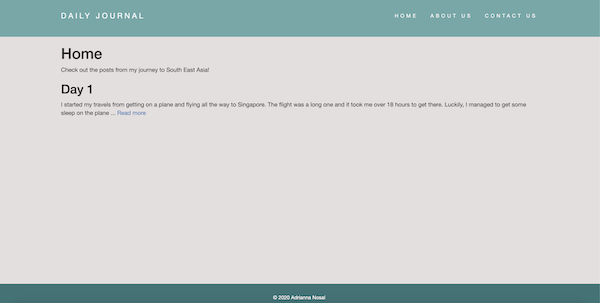 DAILY JOURNAL
HOME ABOUT US CONTACT US
Home
Check out the posts from my journey to South East Asia!
Day 1
I started my travels from getting on a plane and flying all the way to Singapore. The flight was a long one and it took me over 18 hours to get there. Luckily, I managed to get some
sleep on the plane ... Read more
© 2020 Adrianna Nosal